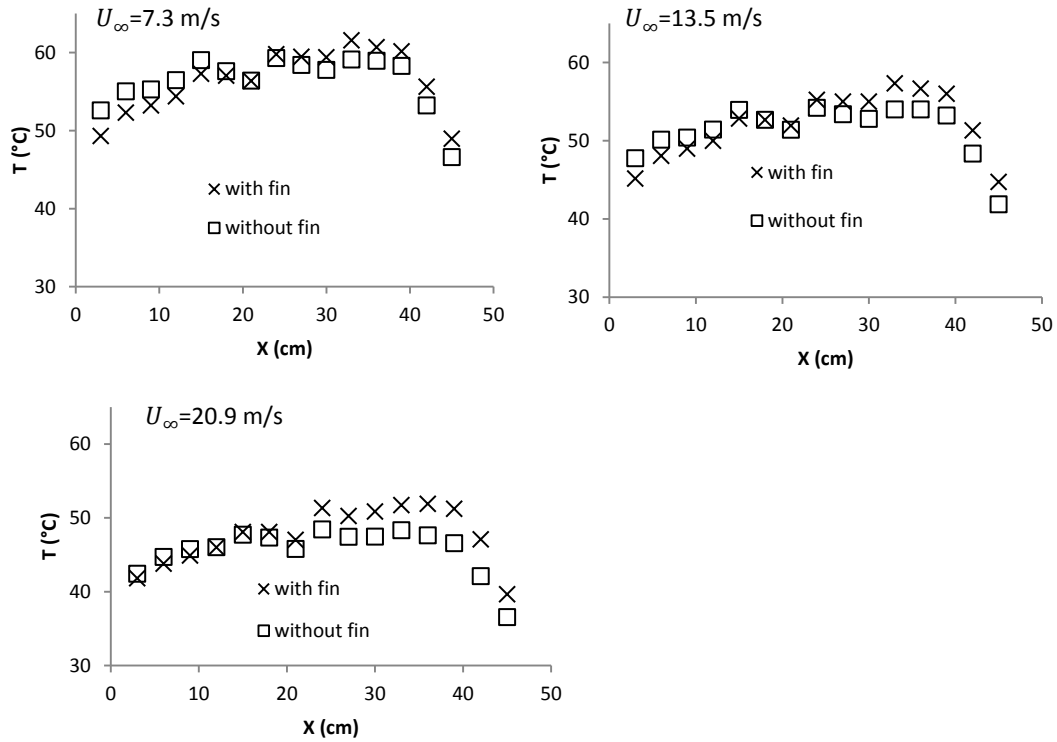 U∞=7.3 m/s
60
50
40
30
T (°C)
with fin
without fin
0 10 20 30 40 50
X (cm)
U∞=13.5 m/s
60
50
40
30
T (°C)
with fin
without fin
0 10 20 30 40 50
X (cm)
U∞=20.9 m/s
60
50
40
30
T (°C)
with fin
without fin
0 10 20 30 40 50
X (cm)